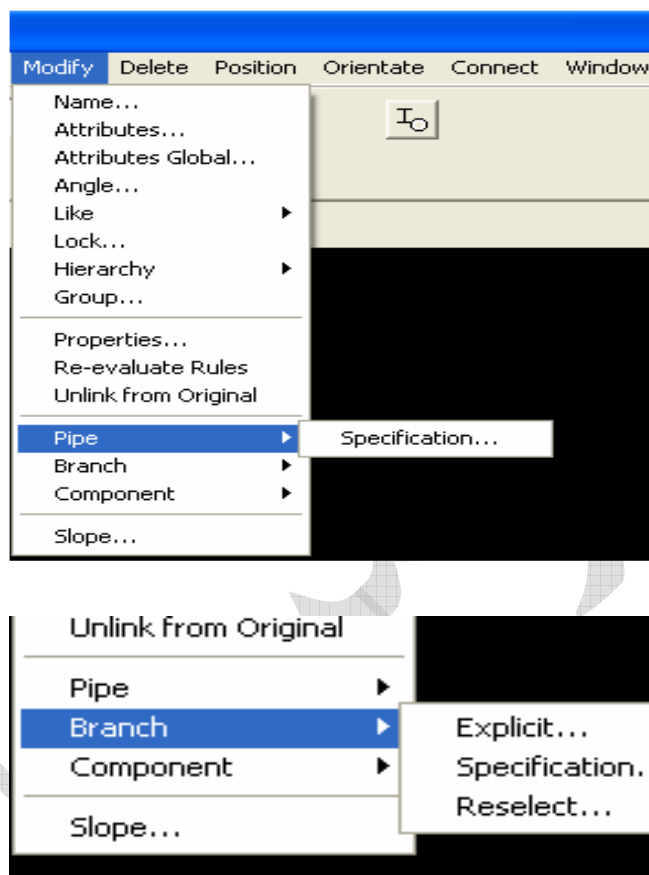 Modify Delete Position Orientate Connect Window
Name...
Attributes...
Attributes Global...
Angle...
Like
Lock...
Hierarchy
Group...
Properties...
Re-evaluate Rules
Unlink from Original
Pipe Specification...
Branch
Component
Slope...
Unlink from Original
Pipe
Branch Explicit...
Component Specification.
Reselect...
Slope...